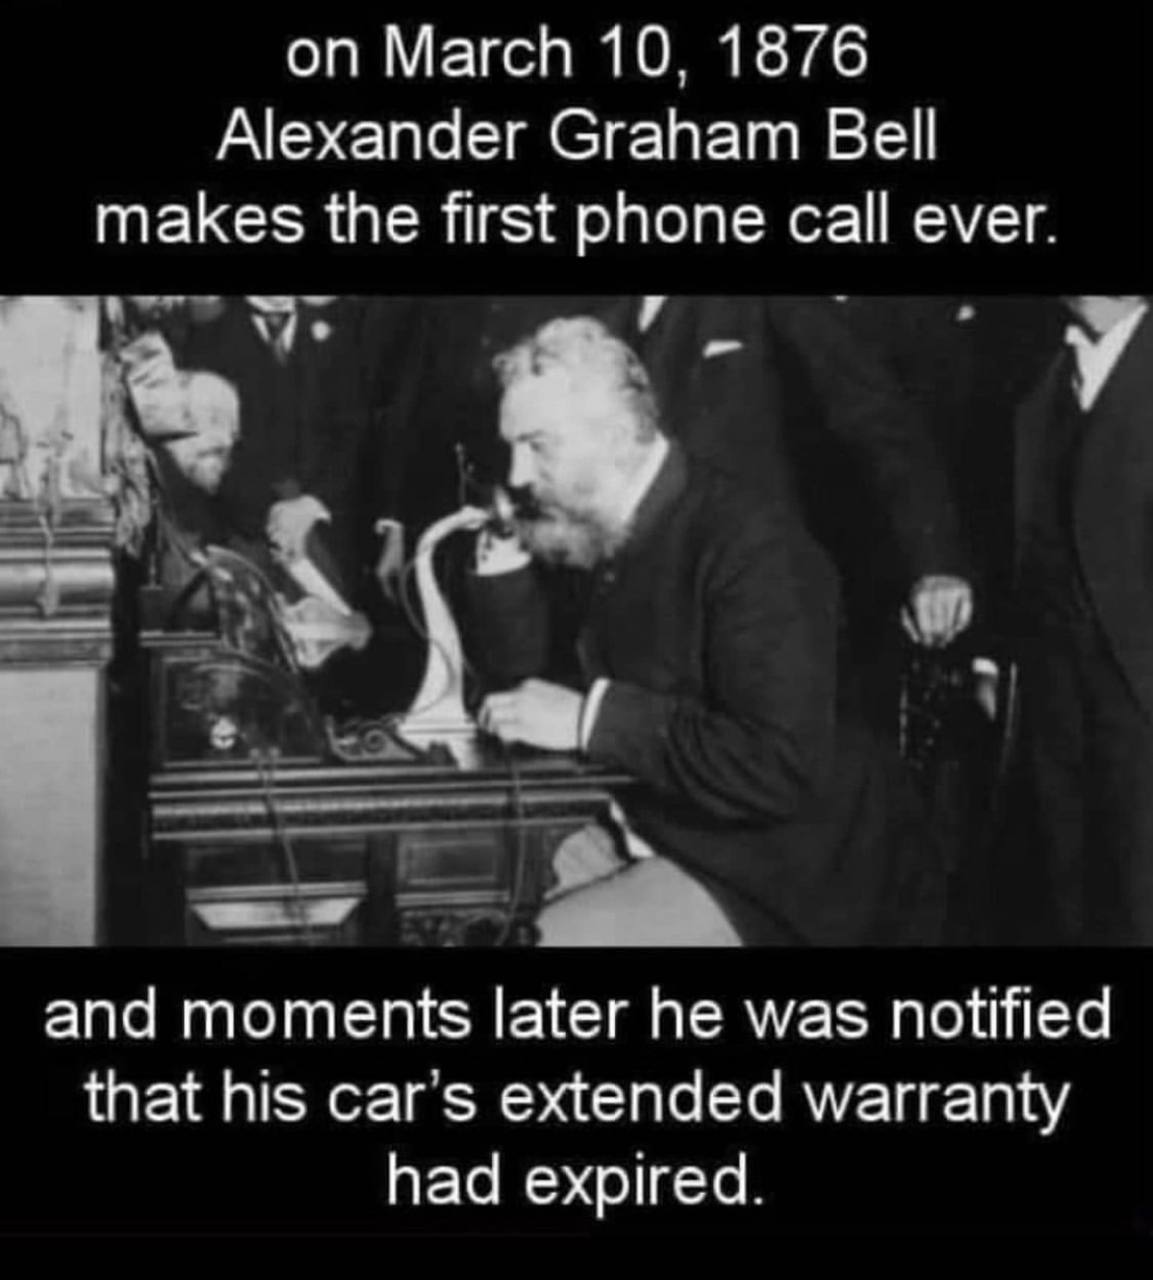 on March 10, 1876
Alexander Graham Bell
makes the first phone call ever.
and moments later he was notified
that his car’s extended warranty
had expired.